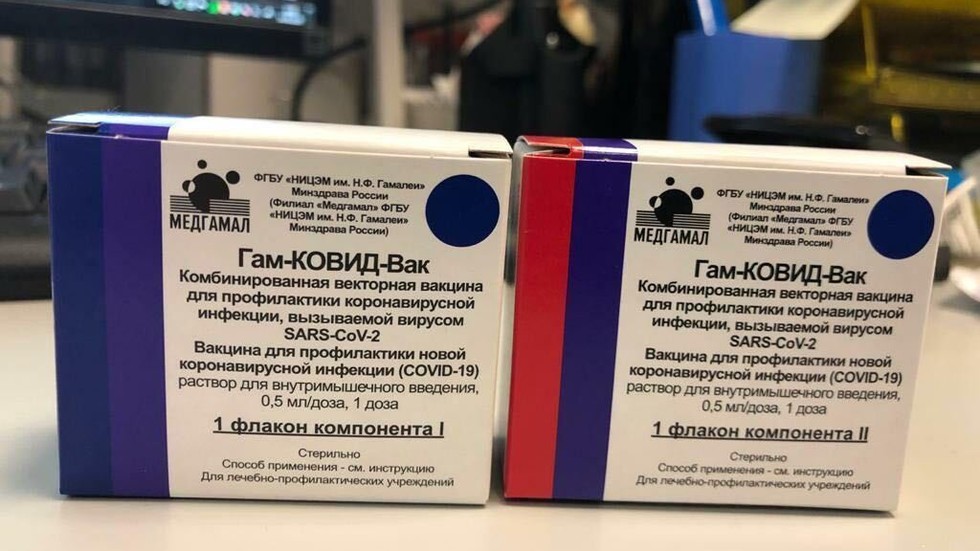 МЕДГАМАЛ
ФГБУ «НИЦЭМ им. Н.Ф. Гамалеи»
Минздрава России
(Филиал «Медгамал» ФГБУ
«НИЦЭМ им. Н.Ф. Гамалеи»
Минздрава России)
Гам-КОВИД-Вак
Комбинированная векторная вакцина
для профилактики коронавирусной
инфекции, вызываемой вирусом
SARS-CoV-2
Вакцина для профилактики новой
коронавирусной инфекции (COVID-19)
раствор для внутримышечного введения,
0,5 мл/доза, 1 доза
1 флакон компонента I
Стерильно
Способ применения - см. инструкцию
Для лечебно-профилактических учреждений
МЕДГАМАЛ
ФГБУ «НИЦЭМ им. Н.Ф. Гамалеи»
Минздрава России
(Филиал «Медгамал» ФГБУ
«НИЦЭМ им. Н.Ф. Гамалеи»
Минздрава России)
Гам-КОВИД-Вак
Комбинированная векторная вакцина
для профилактики коронавирусной
инфекции, вызываемой вирусом
SARS-CoV-2
Вакцина для профилактики новой
коронавирусной инфекции (COVID-19)
раствор для внутримышечного введения,
0,5 мл/доза, 1 доза
1 флакон компонента II
Стерильно
Способ применения - см. инструкцию
Для лечебно-профилактических учреждений